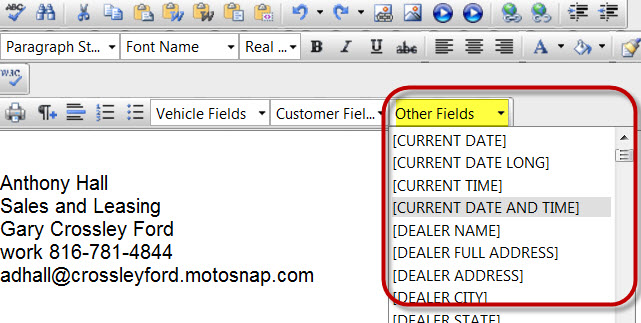 ABC
Paragraph St...
Font Name
Real ...
B I U abc
A
W3C
Vehicle Fields
Customer Fiel...
Other Fields
[CURRENT DATE]
[CURRENT DATE LONG]
[CURRENT TIME]
[CURRENT DATE AND TIME]
[DEALER NAME]
[DEALER FULL ADDRESS]
[DEALER ADDRESS]
[DEALER CITY]
[DEALER STATE]
Anthony Hall
Sales and Leasing
Gary Crossley Ford
work 816-781-4844
adhall@crossleyford.motosnap.com